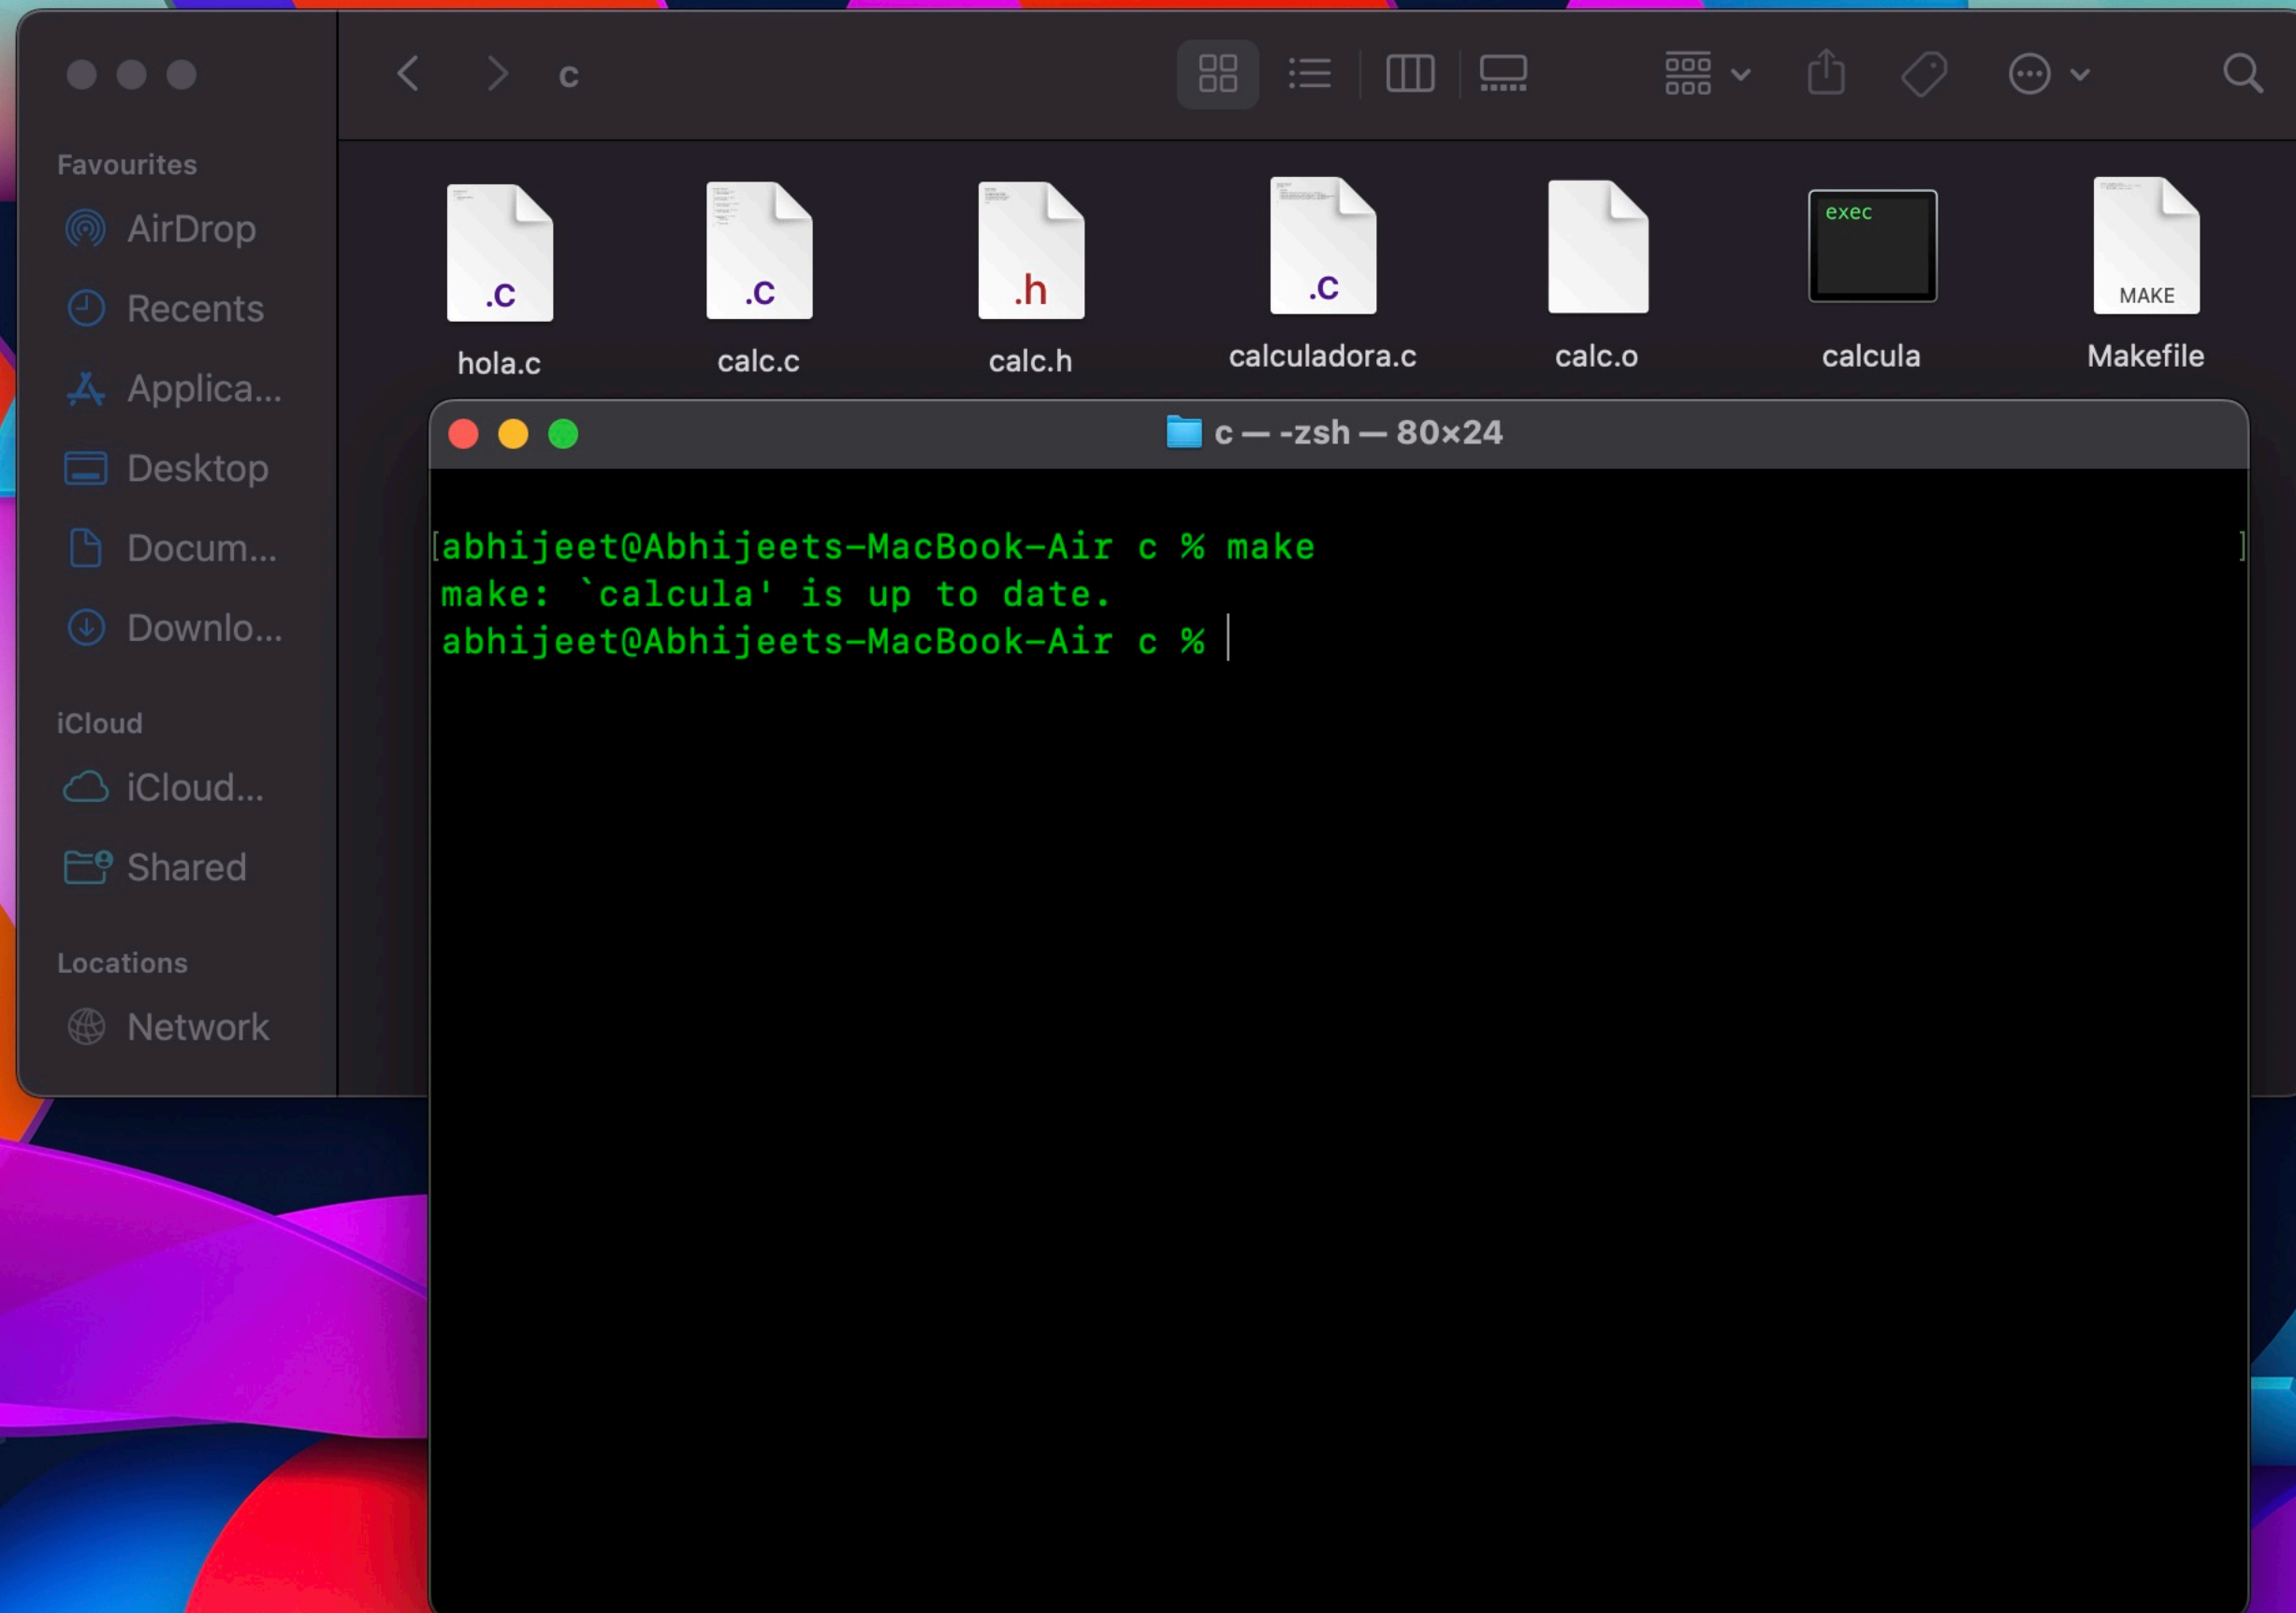 c
Favourites
AirDrop
Recents
Applica...
Desktop
Docum...
Downlo...
iCloud
iCloud...
Shared
Locations
Network
.c
.c
.h
.c
exec
MAKE
hola.c
calc.c
calc.h
calculadora.c
calc.o
calcula
Makefile
c — -zsh — 80×24
[abhijeet@Abhijeets-MacBook-Air c % make ]
make: `calcula' is up to date.
abhijeet@Abhijeets-MacBook-Air c %